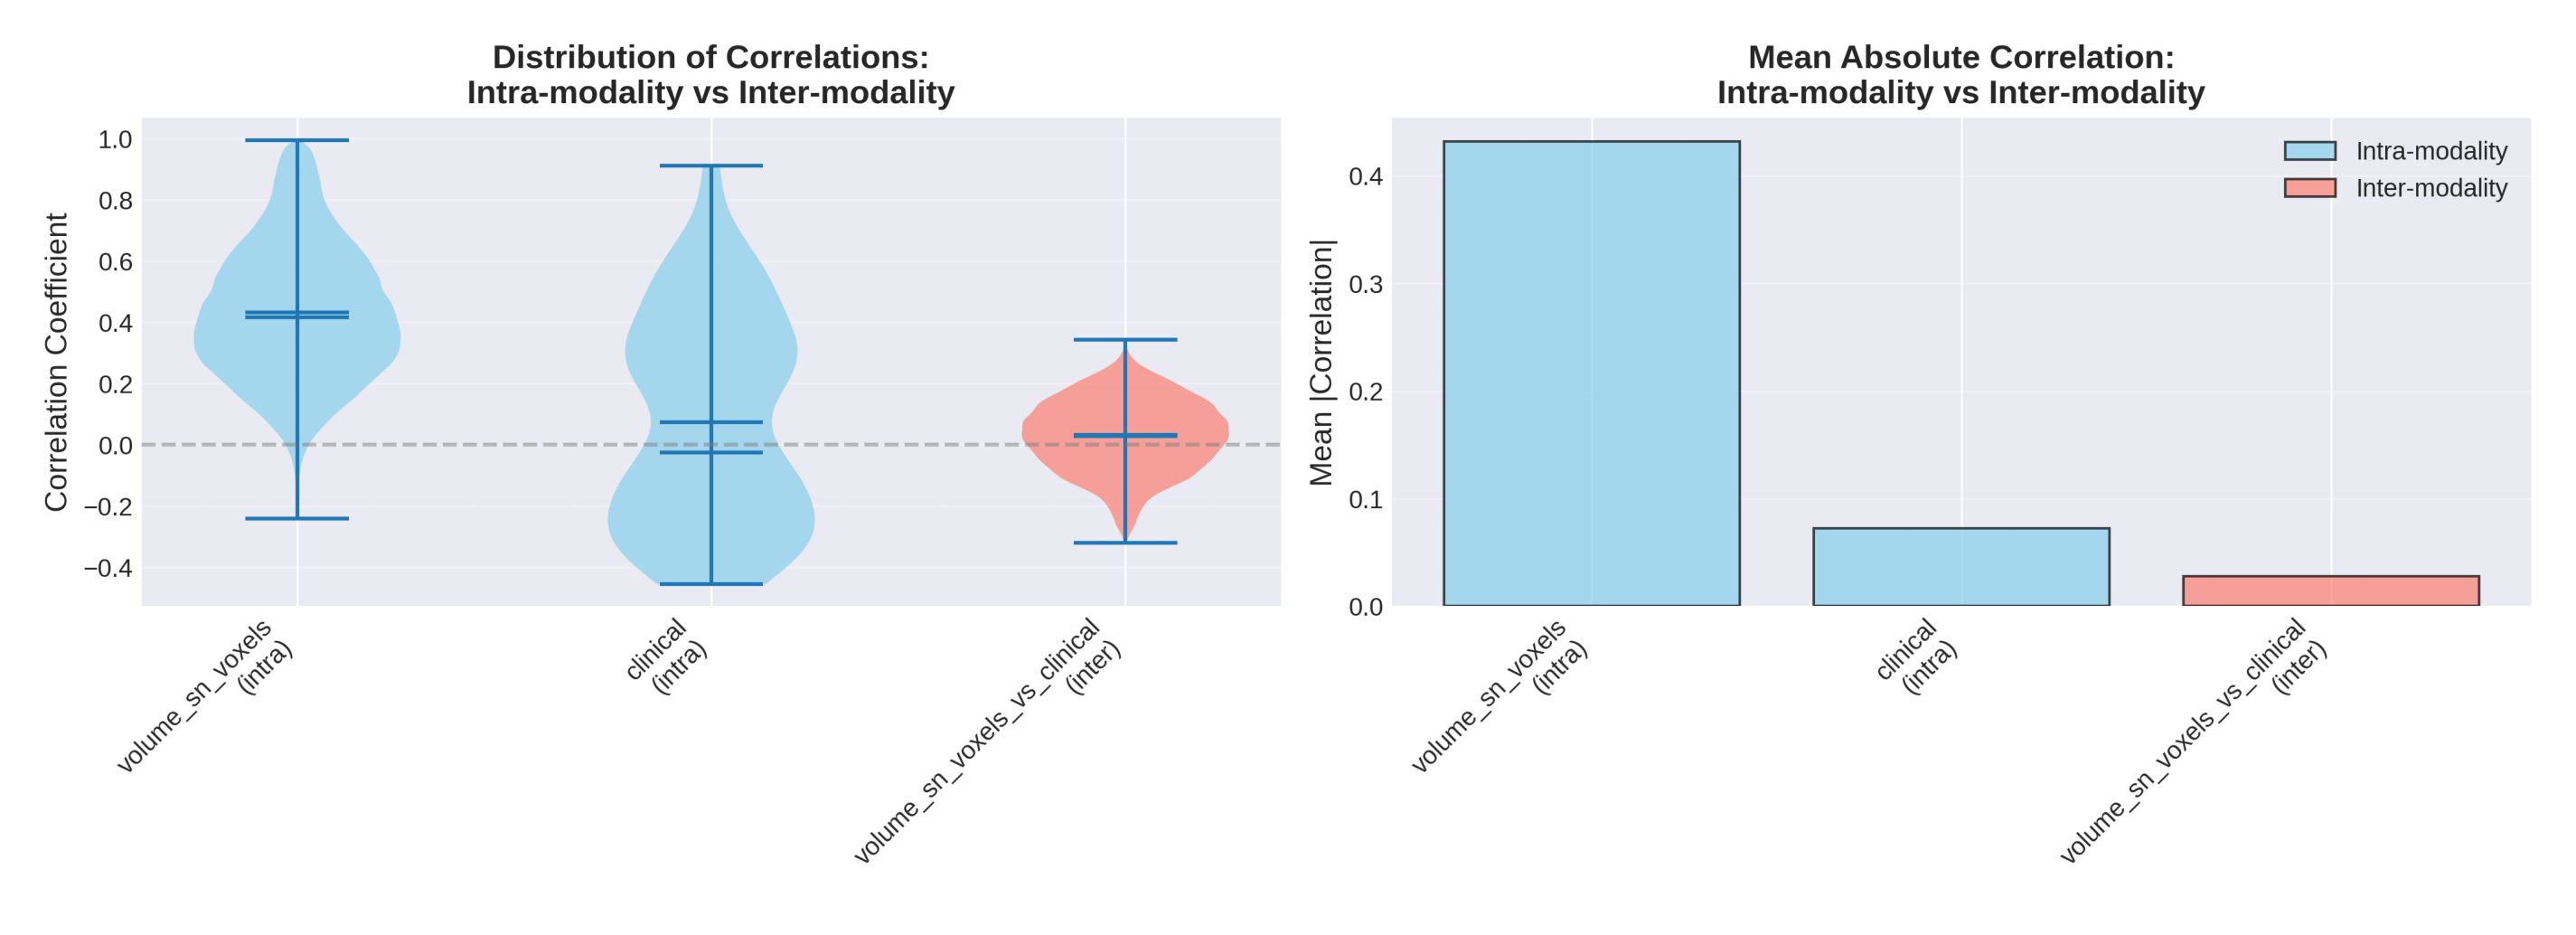 Distribution of Correlations:
Intra-modality vs Inter-modality
Correlation Coefficient
1.0
0.8
0.6
0.4
0.2
0.0
−0.2
−0.4
volume_sn_voxels
(intra)
clinical
(intra)
volume_sn_voxels_vs_clinical
(inter)
Mean Absolute Correlation:
Intra-modality vs Inter-modality
Mean |Correlation|
0.4
0.3
0.2
0.1
0.0
Intra-modality
Inter-modality
volume_sn_voxels
(intra)
clinical
(intra)
volume_sn_voxels_vs_clinical
(inter)